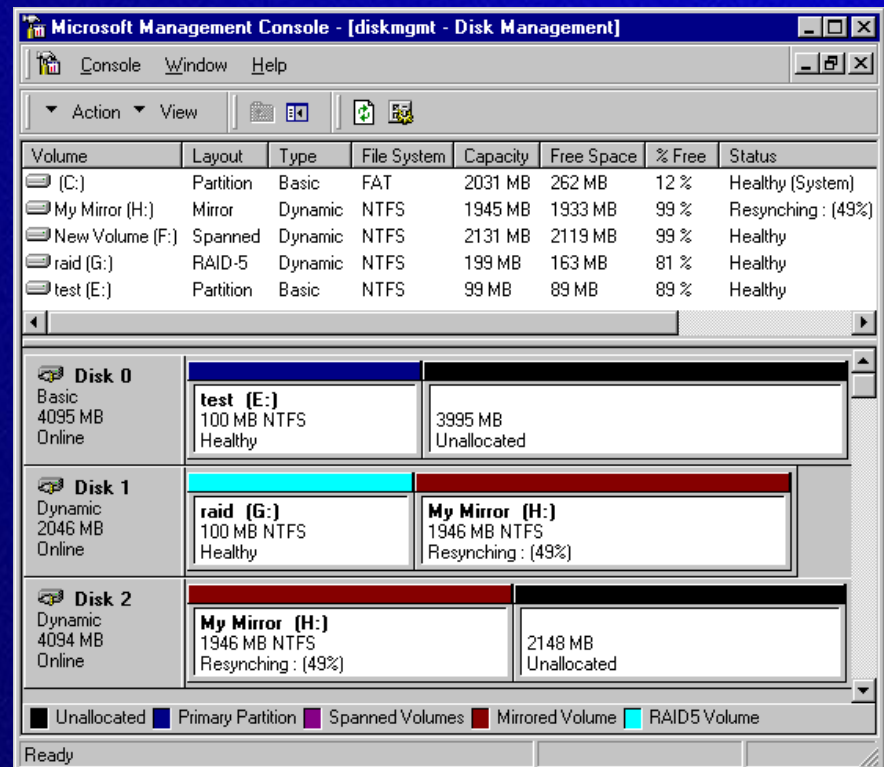 Microsoft Management Console - [diskmgmt - Disk Management]
Console Window Help
Action View
Volume Layout Type File System Capacity Free Space % Free Status
(C:) Partition Basic FAT 2031 MB 262 MB 12 % Healthy (System)
My Mirror (H:) Mirror Dynamic NTFS 1945 MB 1933 MB 99 % Resynching : (49%)
New Volume (F:) Spanned Dynamic NTFS 2131 MB 2119 MB 99 % Healthy
raid (G:) RAID-5 Dynamic NTFS 199 MB 163 MB 81 % Healthy
test (E:) Partition Basic NTFS 99 MB 89 MB 89 % Healthy
Disk 0
Basic
4095 MB
Online
test (E:)
100 MB NTFS
Healthy
3995 MB
Unallocated
Disk 1
Dynamic
2046 MB
Online
raid (G:)
100 MB NTFS
Healthy
My Mirror (H:)
1946 MB NTFS
Resynching : (49%)
Disk 2
Dynamic
4094 MB
Online
My Mirror (H:)
1946 MB NTFS
Resynching : (49%)
2148 MB
Unallocated
Unallocated Primary Partition Spanned Volumes Mirrored Volume RAID5 Volume
Ready